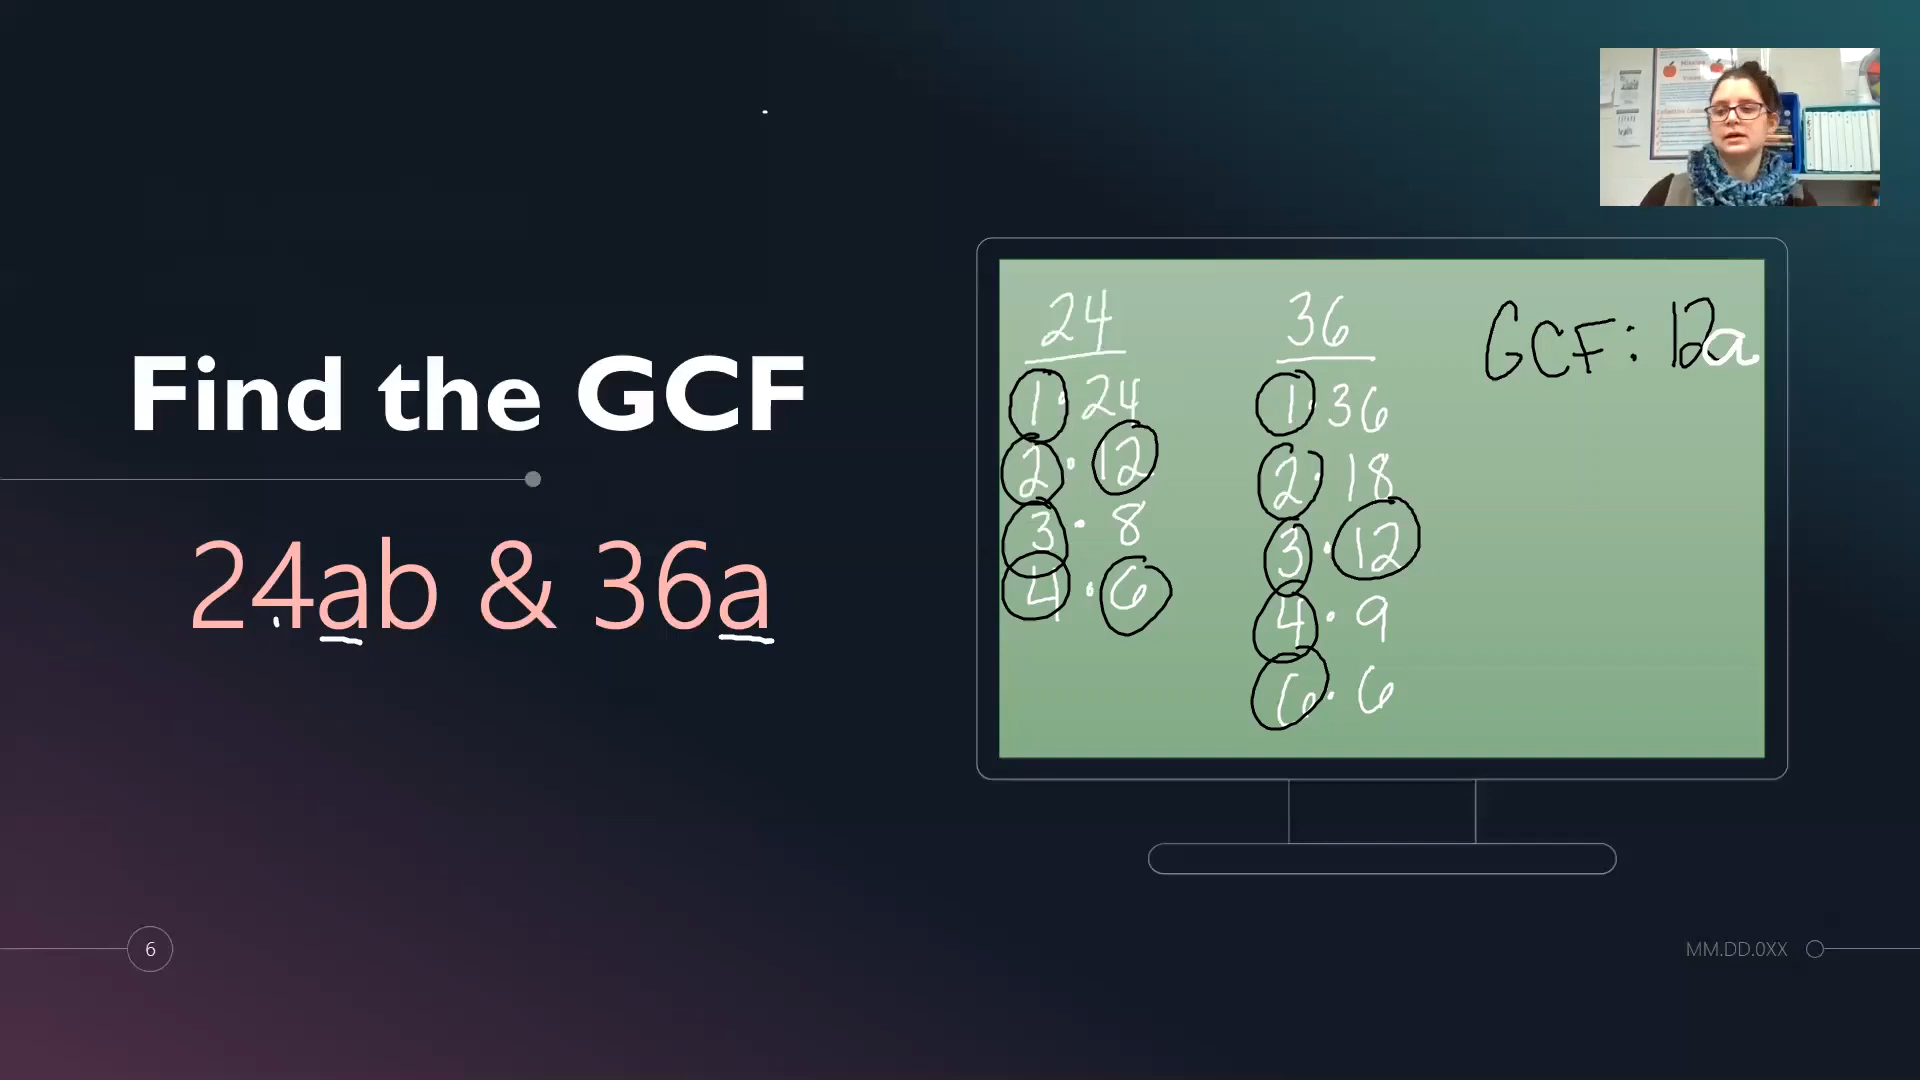 Find the GCF
24ab & 36a
24
1 · 24
2 · 12
3 · 8
4 · 6
36
1 · 36
2 · 18
3 · 12
4 · 9
6 · 6
GCF: 12a
6
MM.DD.0XX